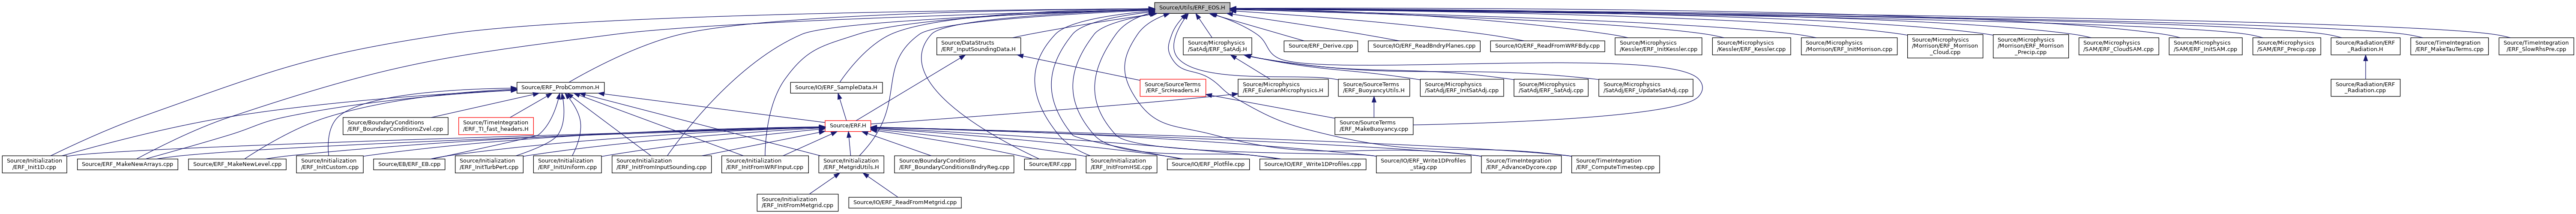 Source/Utils/ERF_EOS.H
Source/DataStructs
/ERF_InputSoundingData.H
Source/Microphysics
/SatAdj/ERF_SatAdj.H
Source/ERF_Derive.cpp
Source/IO/ERF_ReadBndryPlanes.cpp
Source/IO/ERF_ReadFromWRFBdy.cpp
Source/Microphysics
/Kessler/ERF_InitKessler.cpp
Source/Microphysics
/Kessler/ERF_Kessler.cpp
Source/Microphysics
/Morrison/ERF_InitMorrison.cpp
Source/Microphysics
/Morrison/ERF_Morrison
_Cloud.cpp
Source/Microphysics
/Morrison/ERF_Morrison
_Precip.cpp
Source/Microphysics
/SAM/ERF_CloudSAM.cpp
Source/Microphysics
/SAM/ERF_InitSAM.cpp
Source/Microphysics
/SAM/ERF_Precip.cpp
Source/Radiation/ERF
_Radiation.H
Source/TimeIntegration
/ERF_MakeTauTerms.cpp
Source/TimeIntegration
/ERF_SlowRhsPre.cpp
Source/ERF_ProbCommon.H
Source/IO/ERF_SampleData.H
Source/SourceTerms
/ERF_SrcHeaders.H
Source/Microphysics
/ERF_EulerianMicrophysics.H
Source/SourceTerms
/ERF_BuoyancyUtils.H
Source/Microphysics
/SatAdj/ERF_InitSatAdj.cpp
Source/Microphysics
/SatAdj/ERF_SatAdj.cpp
Source/Microphysics
/SatAdj/ERF_UpdateSatAdj.cpp
Source/Radiation/ERF
_Radiation.cpp
Source/BoundaryConditions
/ERF_BoundaryConditionsZvel.cpp
Source/TimeIntegration
/ERF_TI_fast_headers.H
Source/ERF.H
Source/SourceTerms
/ERF_MakeBuoyancy.cpp
Source/Initialization
/ERF_Init1D.cpp
Source/ERF_MakeNewArrays.cpp
Source/ERF_MakeNewLevel.cpp
Source/Initialization
/ERF_InitCustom.cpp
Source/EB/ERF_EB.cpp
Source/Initialization
/ERF_InitTurbPert.cpp
Source/Initialization
/ERF_InitUniform.cpp
Source/Initialization
/ERF_InitFromInputSounding.cpp
Source/Initialization
/ERF_InitFromWRFInput.cpp
Source/Initialization
/ERF_MetgridUtils.H
Source/BoundaryConditions
/ERF_BoundaryConditionsBndryReg.cpp
Source/ERF.cpp
Source/Initialization
/ERF_InitFromHSE.cpp
Source/IO/ERF_Plotfile.cpp
Source/IO/ERF_Write1DProfiles.cpp
Source/IO/ERF_Write1DProfiles
_stag.cpp
Source/TimeIntegration
/ERF_AdvanceDycore.cpp
Source/TimeIntegration
/ERF_ComputeTimestep.cpp
Source/Initialization
/ERF_InitFromMetgrid.cpp
Source/IO/ERF_ReadFromMetgrid.cpp